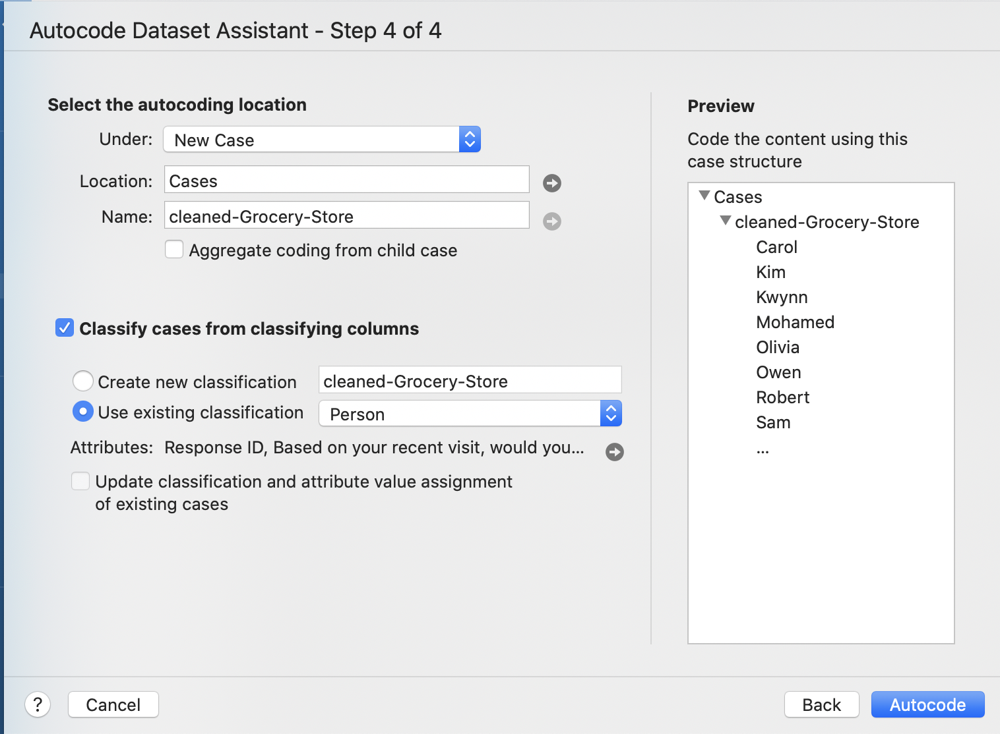 Autocode Dataset Assistant - Step 4 of 4
Select the autocoding location
Under: New Case
Location: Cases
Name: cleaned-Grocery-Store
Aggregate coding from child case
Classify cases from classifying columns
Create new classification cleaned-Grocery-Store
Use existing classification Person
Attributes: Response ID, Based on your recent visit, would you...
Update classification and attribute value assignment
of existing cases
Preview
Code the content using this
case structure
Cases
cleaned-Grocery-Store
Carol
Kim
Kwynn
Mohamed
Olivia
Owen
Robert
Sam
...
? Cancel Back Autocode